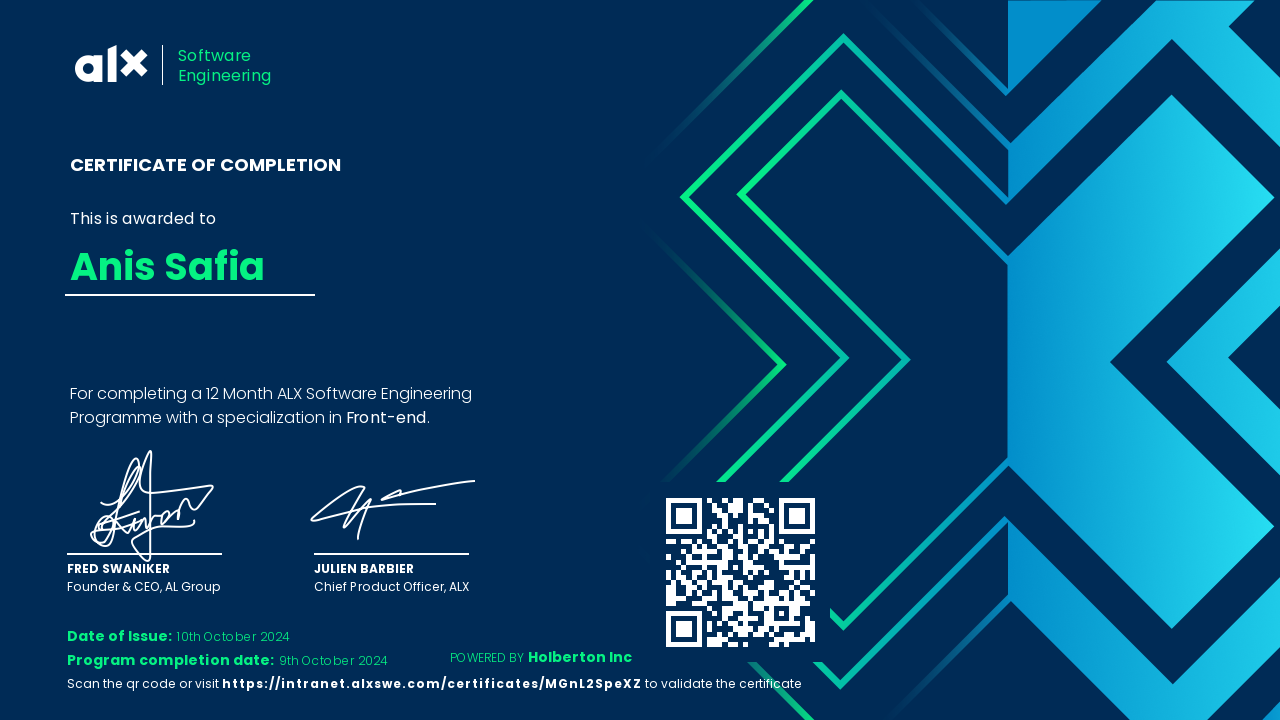 alx
Software
Engineering
CERTIFICATE OF COMPLETION
This is awarded to
Anis Safia
For completing a 12 Month ALX Software Engineering
Programme with a specialization in Front-end.
FRED SWANIKER
Founder & CEO, AL Group
JULIEN BARBIER
Chief Product Officer, ALX
Date of Issue: 10th October 2024
Program completion date: 9th October 2024
POWERED BY Holberton Inc
Scan the qr code or visit https://intranet.alxswe.com/certificates/MGnL2SpeXZ to validate the certificate